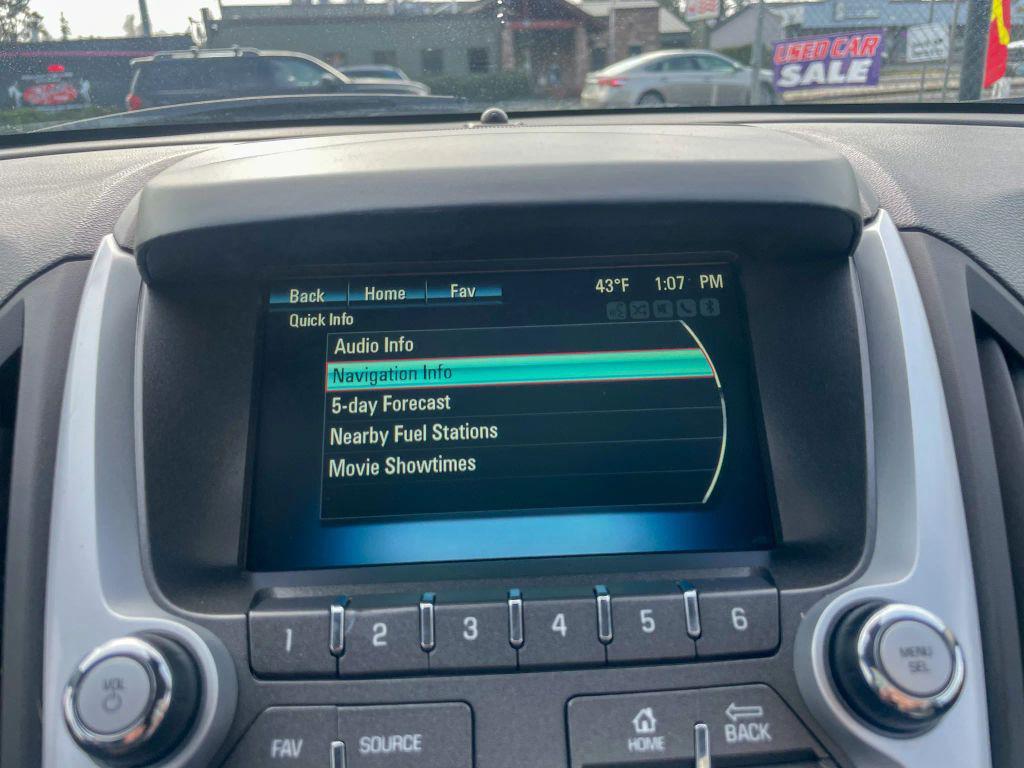 USED CAR
SALE
Back Home Fav 43°F 1:07 PM
Quick Info
Audio Info
Navigation Info
5-day Forecast
Nearby Fuel Stations
Movie Showtimes
1 2 3 4 5 6
VOL
MENU
SEL
FAV SOURCE HOME BACK